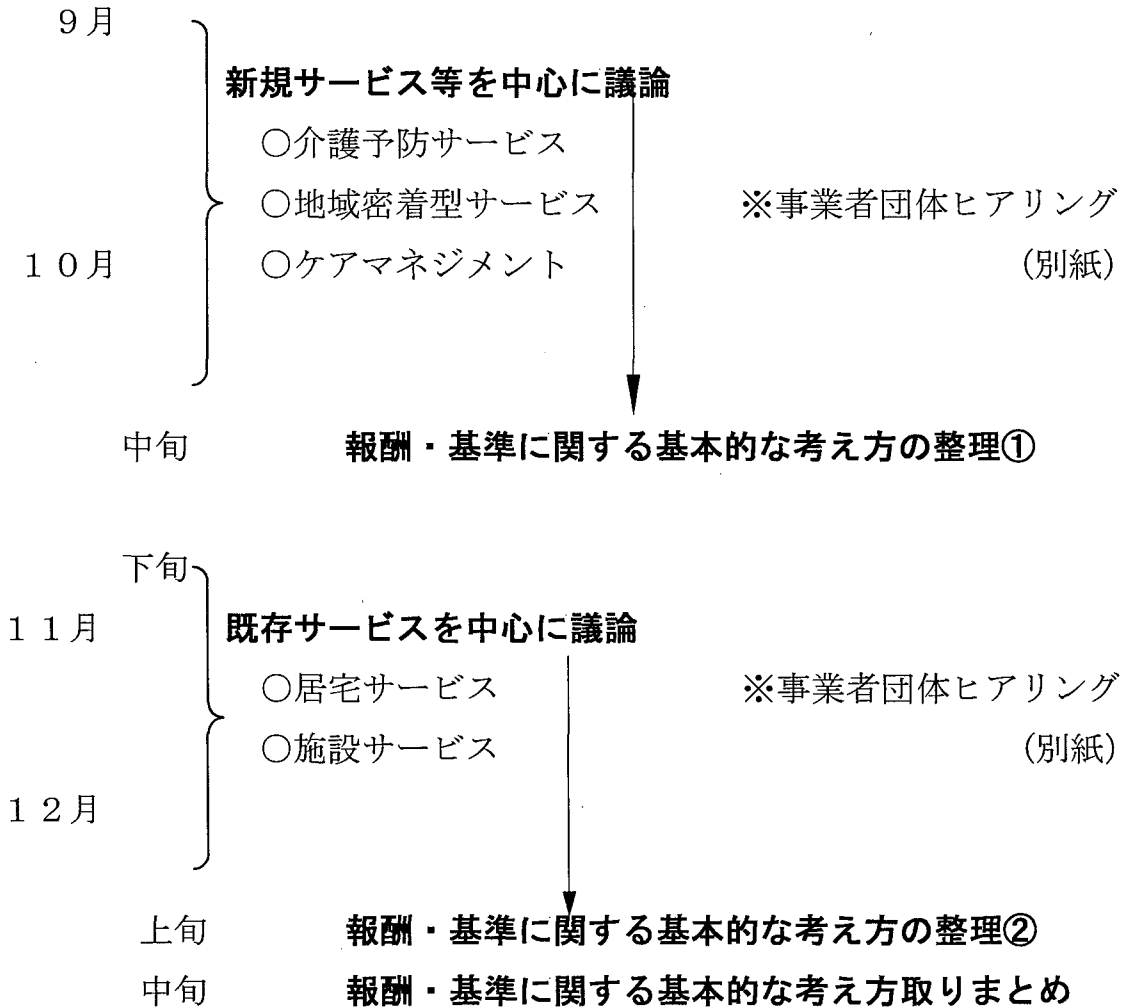 9月
新規サービス等を中心に議論
○介護予防サービス
○地域密着型サービス ※事業者団体ヒアリング
10月 ○ケアマネジメント (別紙)
中旬 報酬・基準に関する基本的な考え方の整理①
下旬
11月 既存サービスを中心に議論
○居宅サービス ※事業者団体ヒアリング
○施設サービス (別紙)
12月
上旬 報酬・基準に関する基本的な考え方の整理②
中旬 報酬・基準に関する基本的な考え方取りまとめ